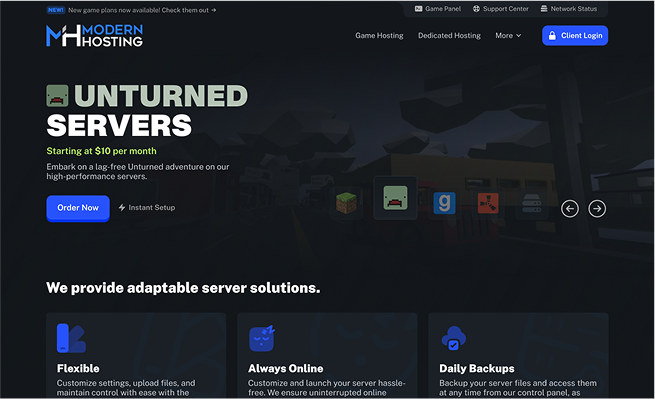 NEW! New game plans now available! Check them out →
Game Panel Support Center Network Status
MODERN
HOSTING
Game Hosting Dedicated Hosting More Client Login
UNTURNED
SERVERS
Starting at $10 per month
Embark on a lag-free Unturned adventure on our
high-performance servers.
Order Now Instant Setup
We provide adaptable server solutions.
Flexible
Customize settings, upload files, and
maintain control with ease with the
Always Online
Customize and launch your server hassle-
free. We ensure uninterrupted online
Daily Backups
Backup your server files and access them
at any time from our control panel, as